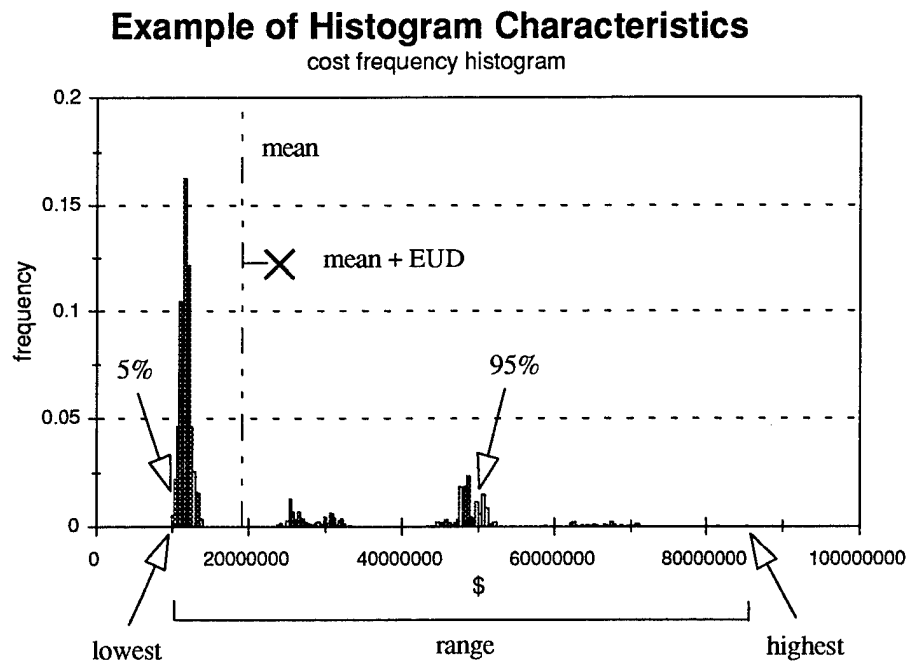 Example of Histogram Characteristics
cost frequency histogram
0.2
mean
0.15
mean + EUD
frequency
0.1
5%
95%
0.05
0
0
20000000
40000000
60000000
80000000
100000000
$
lowest
range
highest